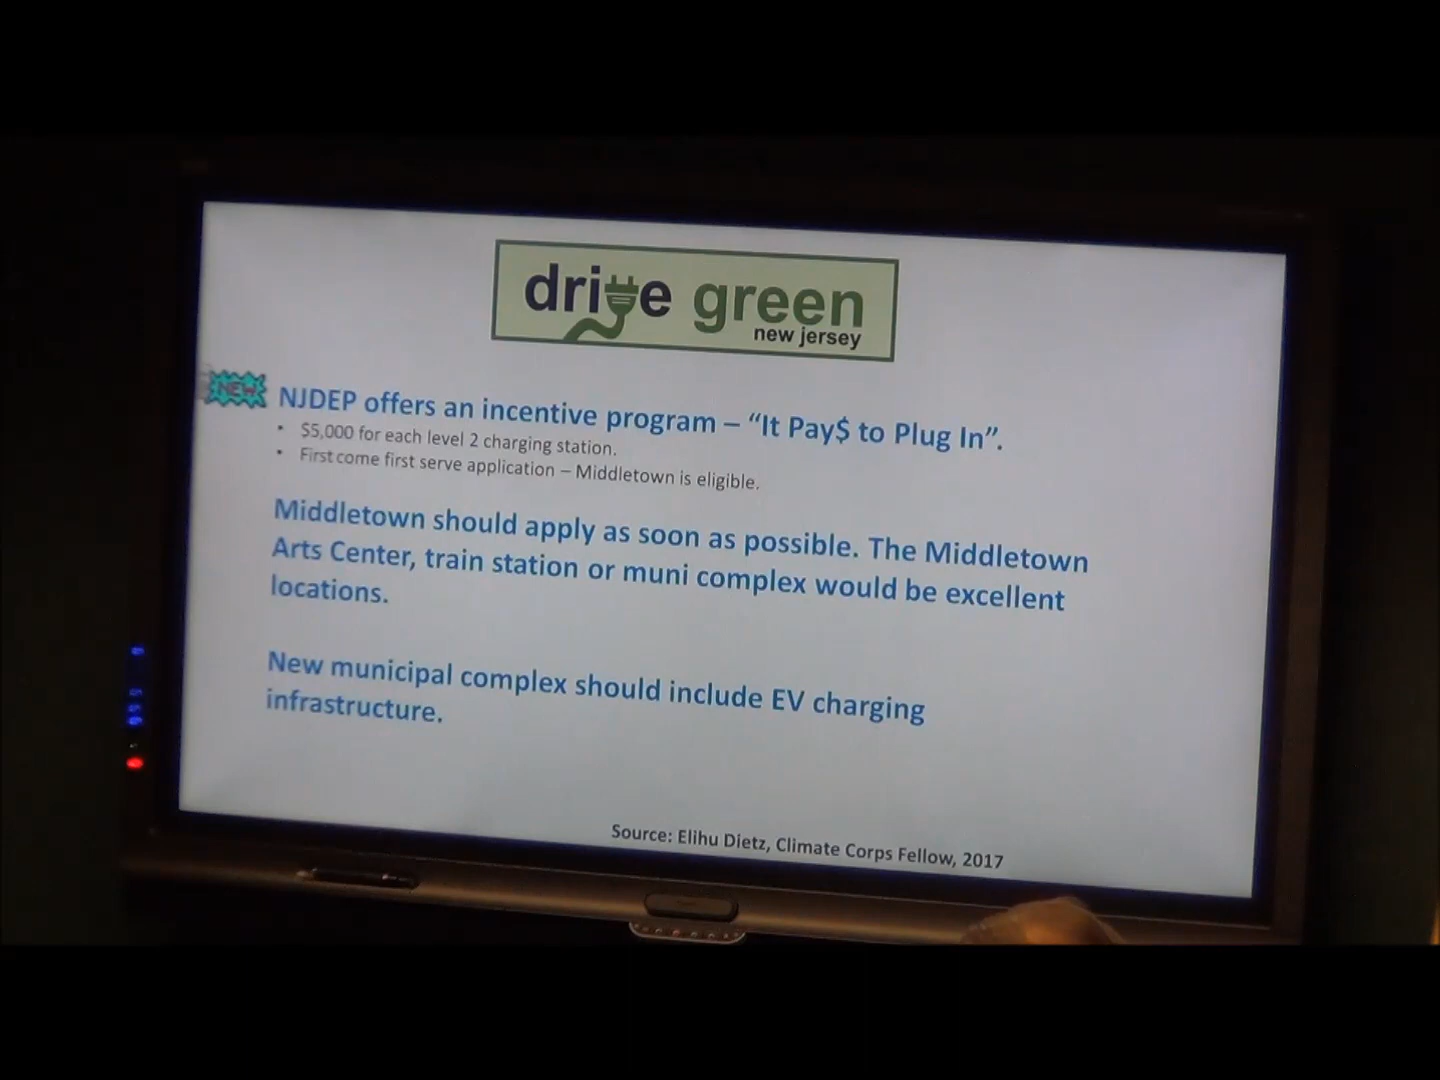 drive green
new jersey
NEW
NJDEP offers an incentive program – “It Pay$ to Plug In”.
• $5,000 for each level 2 charging station.
• First come first serve application – Middletown is eligible.
Middletown should apply as soon as possible. The Middletown
Arts Center, train station or muni complex would be excellent
locations.
New municipal complex should include EV charging
infrastructure.
Source: Elihu Dietz, Climate Corps Fellow, 2017